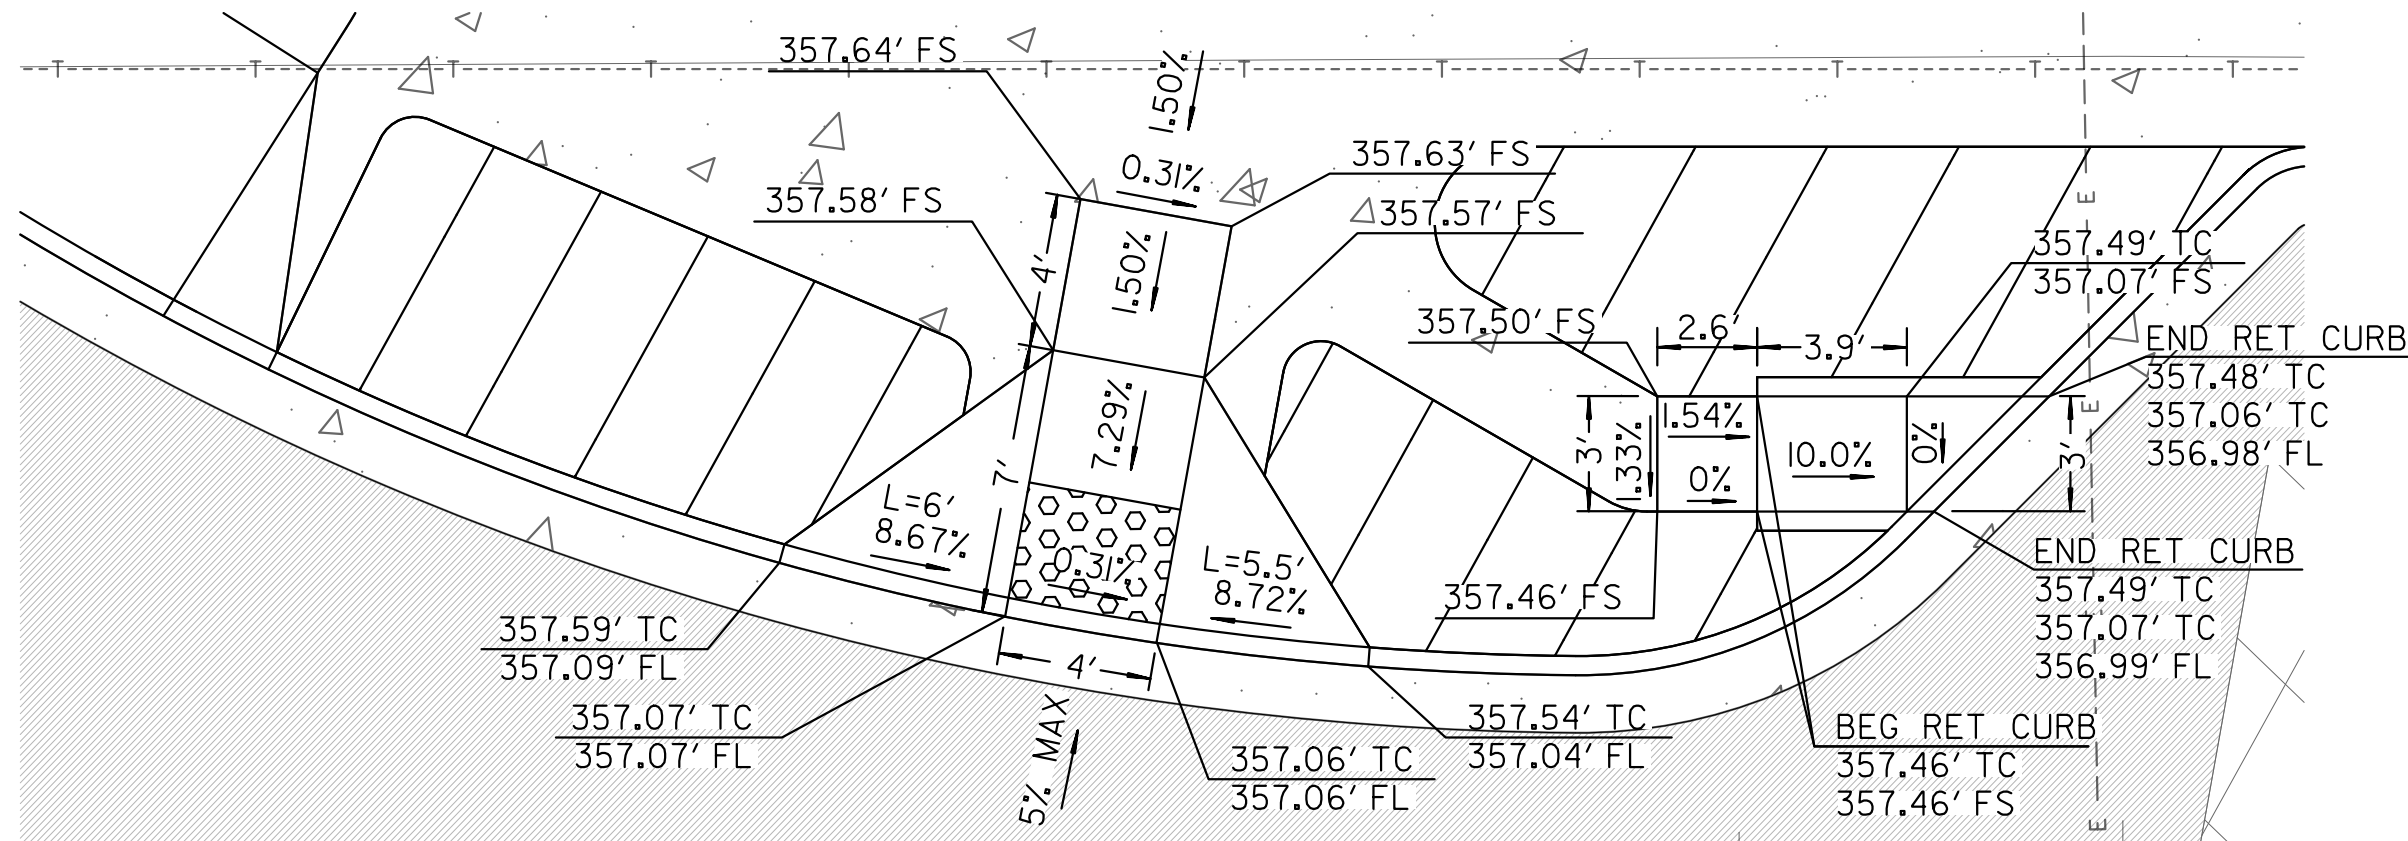 357.64' FS
1.50%
357.63' FS
0.31%
357.58' FS
357.57' FS
4'
1.50%
357.49' TC
357.07' FS
357.50' FS
2.6'
3.9'
END RET CURB
357.48' TC
357.06' TC
356.98' FL
7.29%
3'
1.33%
1.54%
0%
10.0%
0%
3'
7'
L=6'
8.67%
0.31%
L=5.5'
8.72%
END RET CURB
357.49' TC
357.07' TC
356.99' FL
357.46' FS
357.59' TC
357.09' FL
4'
357.07' TC
357.07' FL
5% MAX
357.06' TC
357.06' FL
357.54' TC
357.04' FL
BEG RET CURB
357.46' TC
357.46' FS
T T T T T T T T T T T T
E
E
E